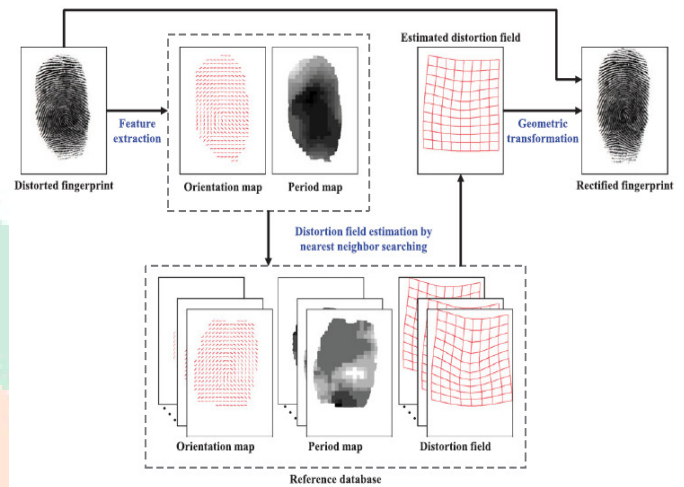 Estimated distortion field
Feature
extraction
Geometric
transformation
Distorted fingerprint
Orientation map
Period map
Rectified fingerprint
Distortion field estimation by
nearest neighbor searching
Orientation map
Period map
Distortion field
Reference database